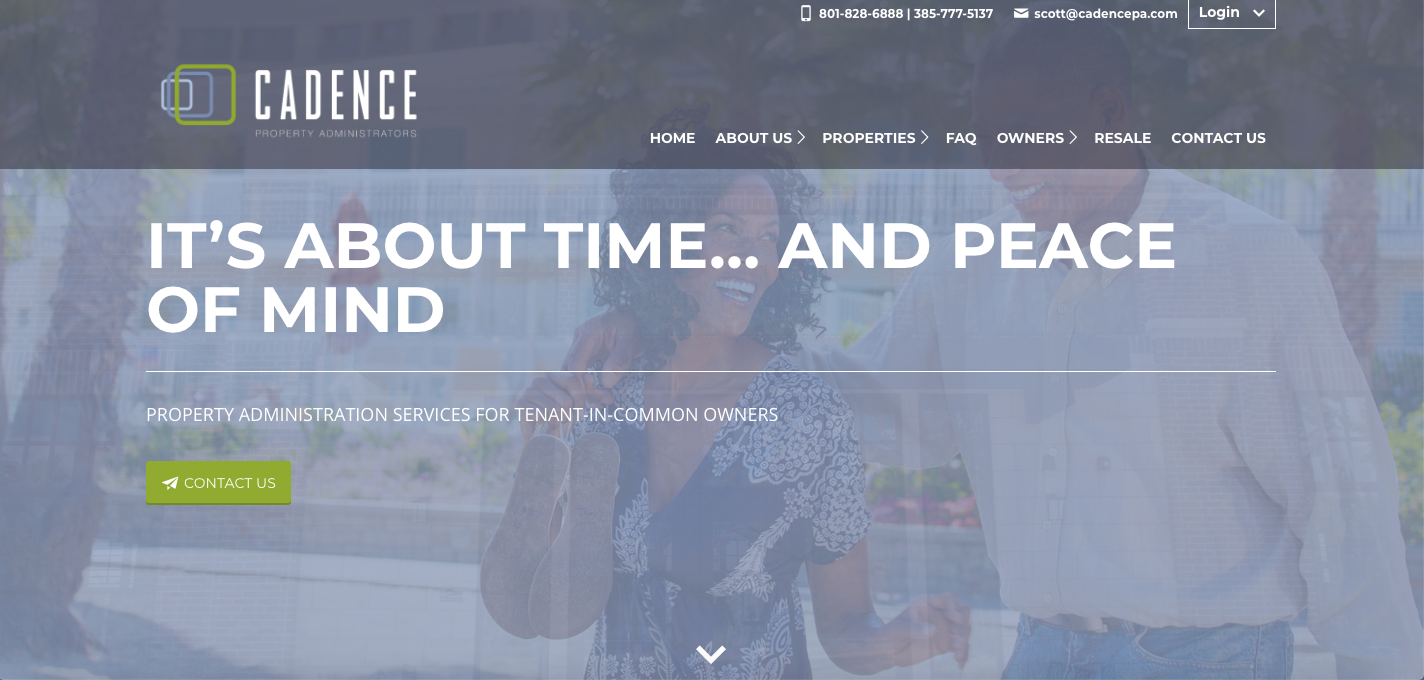 801-828-6888 | 385-777-5137
scott@cadencepa.com
Login
CADENCE
PROPERTY ADMINISTRATORS
HOME
ABOUT US
PROPERTIES
FAQ
OWNERS
RESALE
CONTACT US
IT’S ABOUT TIME... AND PEACE
OF MIND
PROPERTY ADMINISTRATION SERVICES FOR TENANT-IN-COMMON OWNERS
CONTACT US